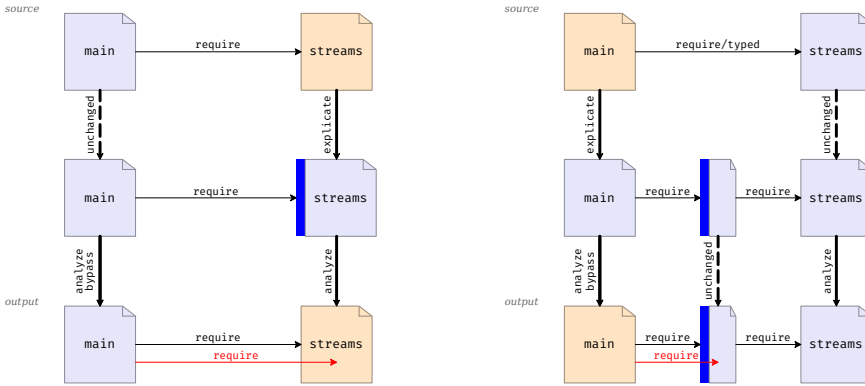 source
source
main
require
streams
main
require/typed
streams
unchanged
explicate
explicate
unchanged
main
require
streams
main
require
require
streams
analyze
bypass
analyze
analyze
bypass
unchanged
analyze
output
output
main
require
streams
require
main
require
require
streams
require